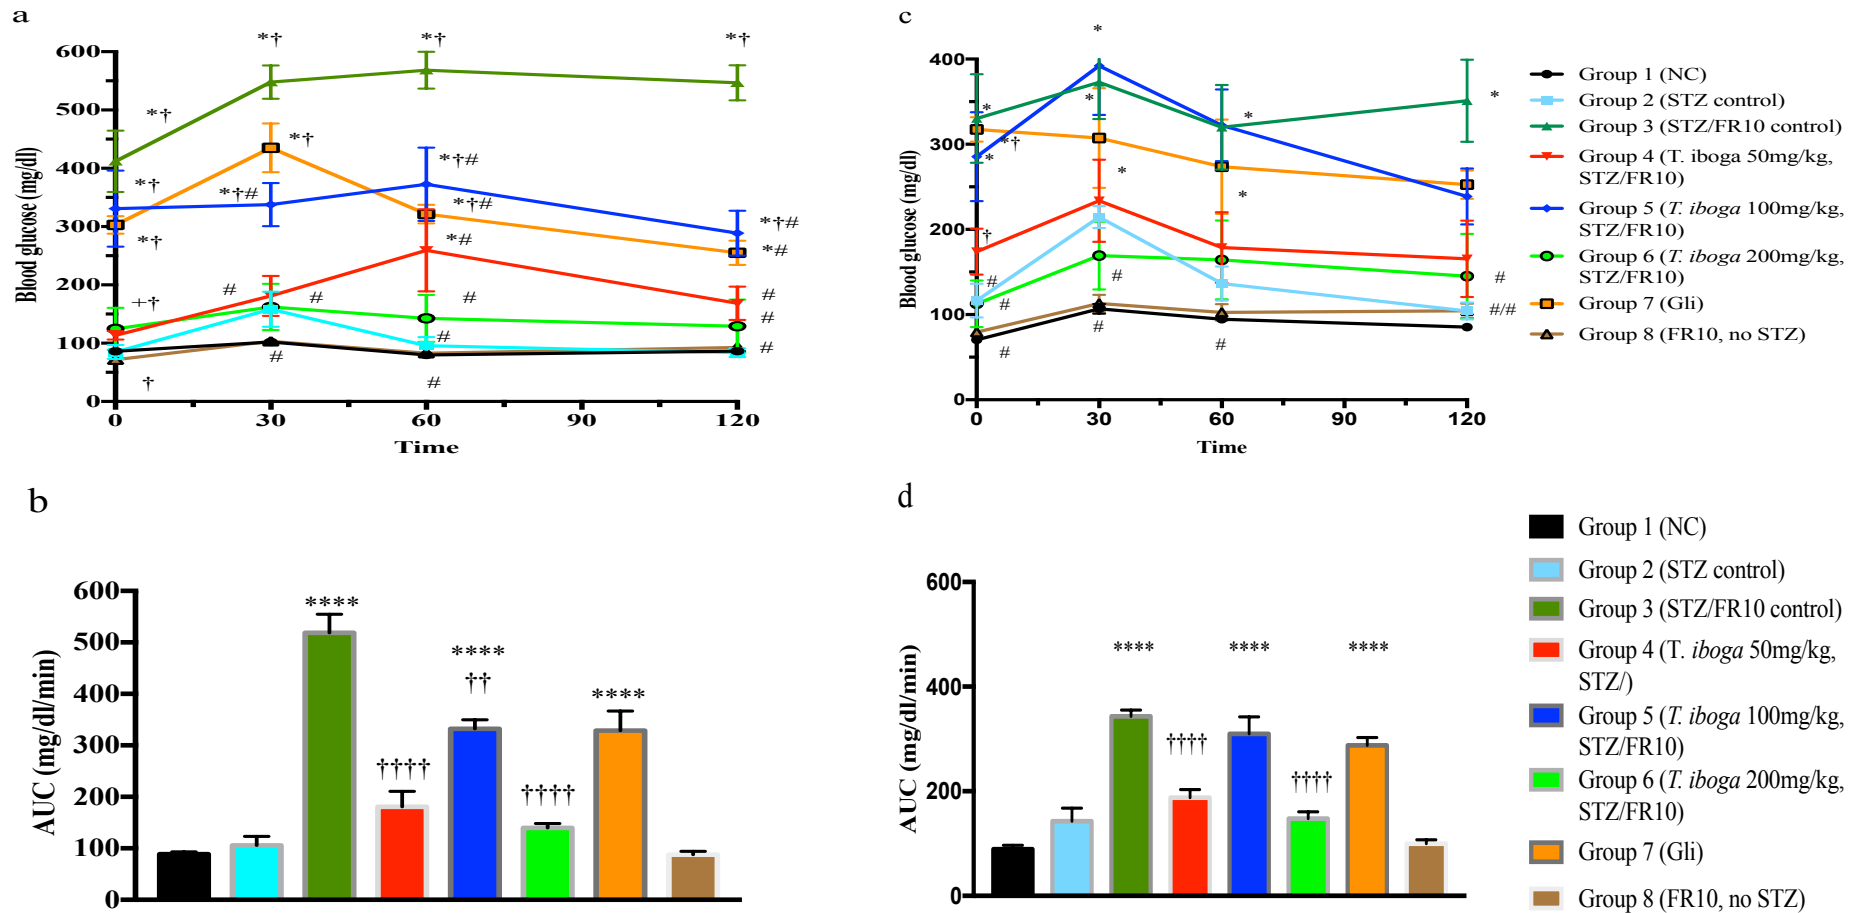 a
Blood glucose (mg/dl)
600
500
400
300
200
100
0
*† *† *†
*† *†
*†#
*† *†#
*†#
*†#
*† *# *#
+† # # # #
#
#
#
† # #
0 30 60 90 120
Time
c
Blood glucose (mg/dl)
400
300
200
100
0
*
* * * *
*†
*
*
*
†
# # #
# #/#
# # #
0 30 60 90 120
Time
Group 1 (NC)
Group 2 (STZ control)
Group 3 (STZ/FR10 control)
Group 4 (T. iboga 50mg/kg,
STZ/FR10)
Group 5 (T. iboga 100mg/kg,
STZ/FR10)
Group 6 (T. iboga 200mg/kg,
STZ/FR10)
Group 7 (Gli)
Group 8 (FR10, no STZ)
b
AUC (mg/dl/min)
600
500
400
300
200
100
0
****
****
††
****
††††
††††
d
AUC (mg/dl/min)
600
400
200
0
**** **** ****
††††
††††
Group 1 (NC)
Group 2 (STZ control)
Group 3 (STZ/FR10 control)
Group 4 (T. iboga 50mg/kg,
STZ/)
Group 5 (T. iboga 100mg/kg,
STZ/FR10)
Group 6 (T. iboga 200mg/kg,
STZ/FR10)
Group 7 (Gli)
Group 8 (FR10, no STZ)